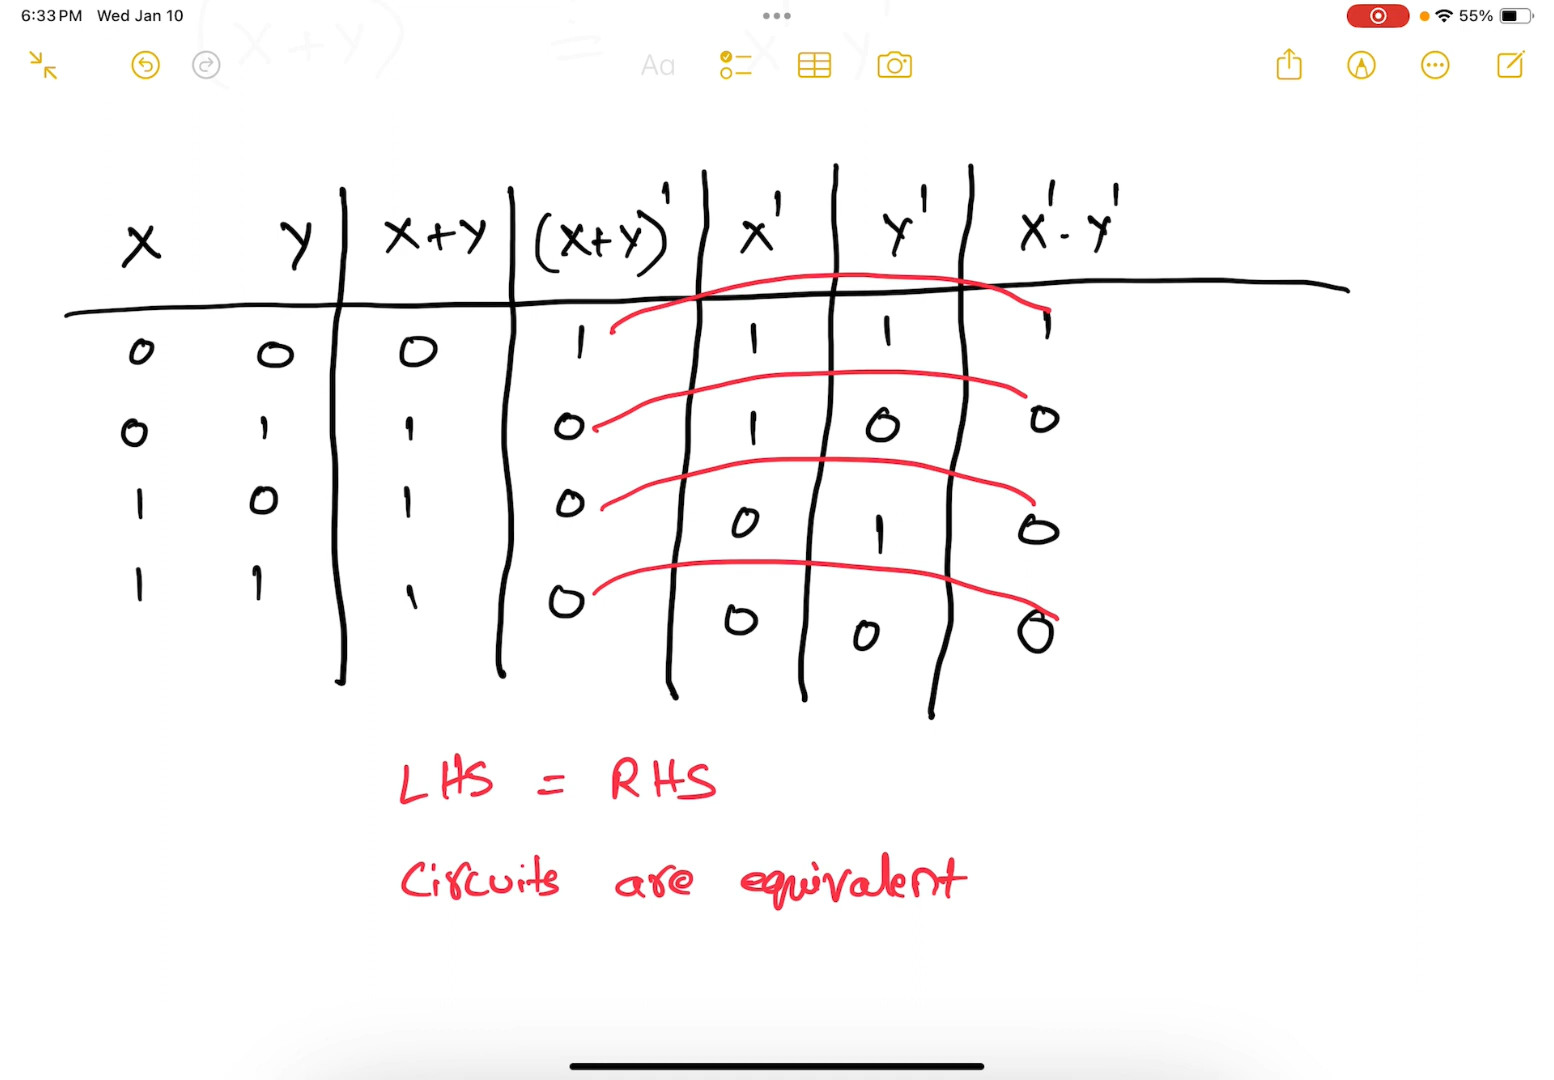 6:33 PM Wed Jan 10 55%
(x+y)' = x' y'
Aa
x y x+y (x+y)' x' y' x'.y'
0 0 0 1 1 1 1
0 1 1 0 1 0 0
1 0 1 0 0 1 0
1 1 1 0 0 0 0
LHS = RHS
Circuits are equivalent